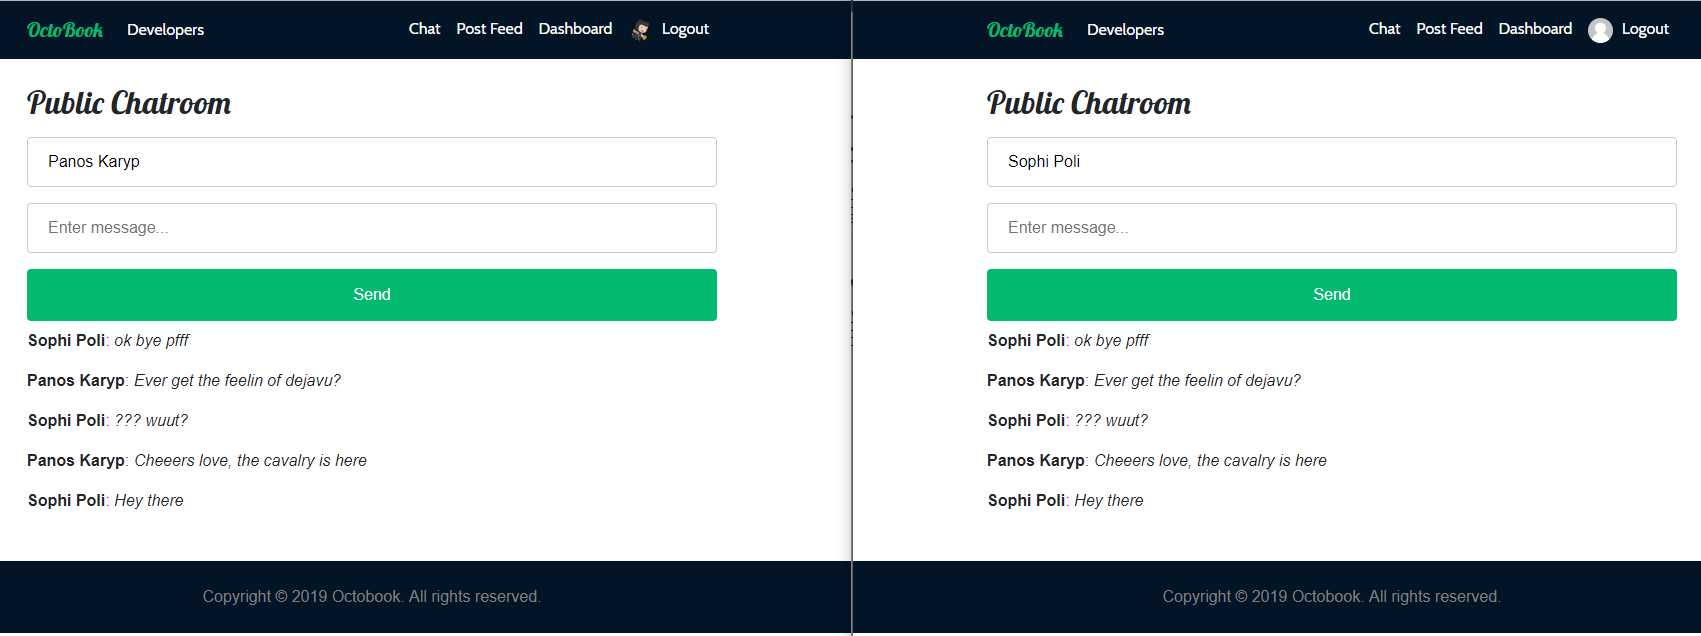 OctoBook Developers Chat Post Feed Dashboard Logout
Public Chatroom
Panos Karyp
Enter message...
Send
Sophi Poli: ok bye pfff
Panos Karyp: Ever get the feelin of dejavu?
Sophi Poli: ??? wuut?
Panos Karyp: Cheeers love, the cavalry is here
Sophi Poli: Hey there
Copyright © 2019 Octobook. All rights reserved.
OctoBook Developers Chat Post Feed Dashboard Logout
Public Chatroom
Sophi Poli
Enter message...
Send
Sophi Poli: ok bye pfff
Panos Karyp: Ever get the feelin of dejavu?
Sophi Poli: ??? wuut?
Panos Karyp: Cheeers love, the cavalry is here
Sophi Poli: Hey there
Copyright © 2019 Octobook. All rights reserved.